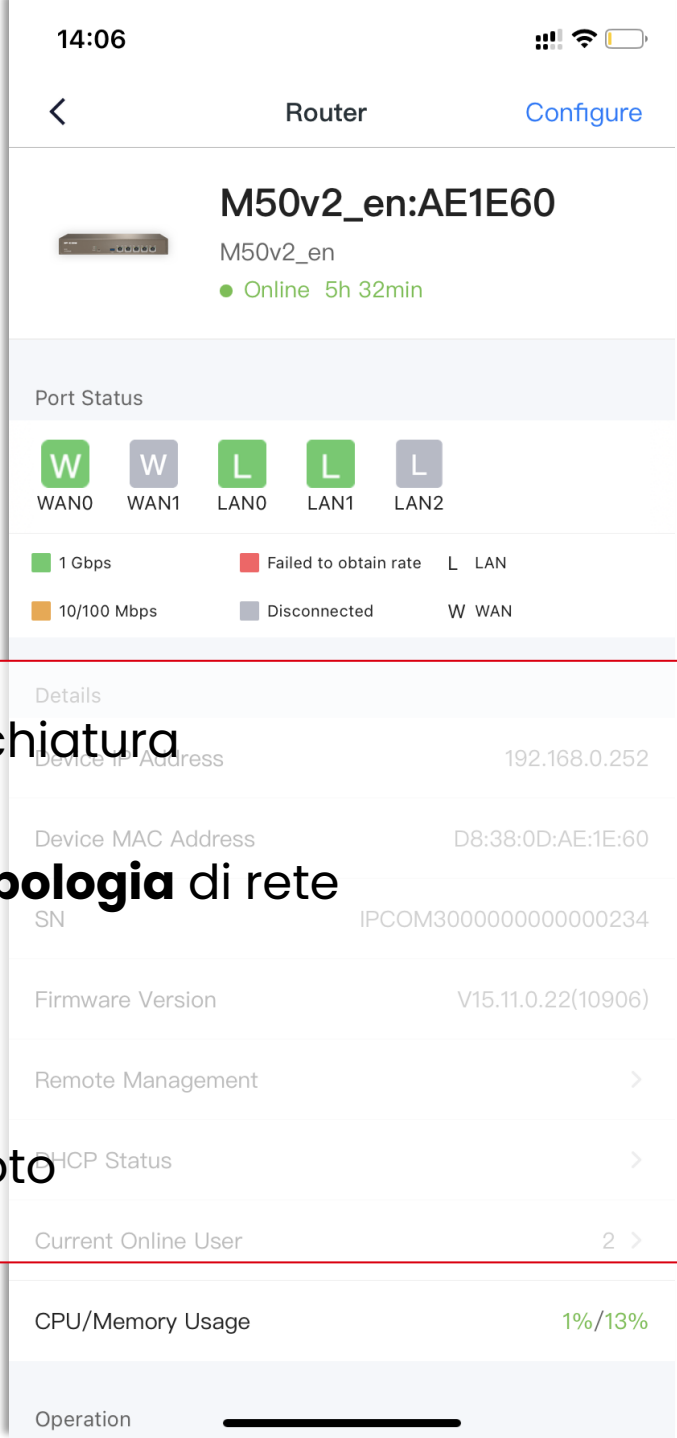 14:06
Router
Configure
M50v2_en:AE1E60
M50v2_en
Online 5h 32min
Port Status
W W L L L
WAN0 WAN1 LAN0 LAN1 LAN2
1 Gbps Failed to obtain rate L LAN
10/100 Mbps Disconnected W WAN
Details
chiatura
Device IP Address 192.168.0.252
Device MAC Address D8:38:0D:AE:1E:60
pologia di rete
SN IPCOM3000000000000234
Firmware Version V15.11.0.22(10906)
Remote Management
oto
DHCP Status
Current Online User 2
CPU/Memory Usage 1%/13%
Operation